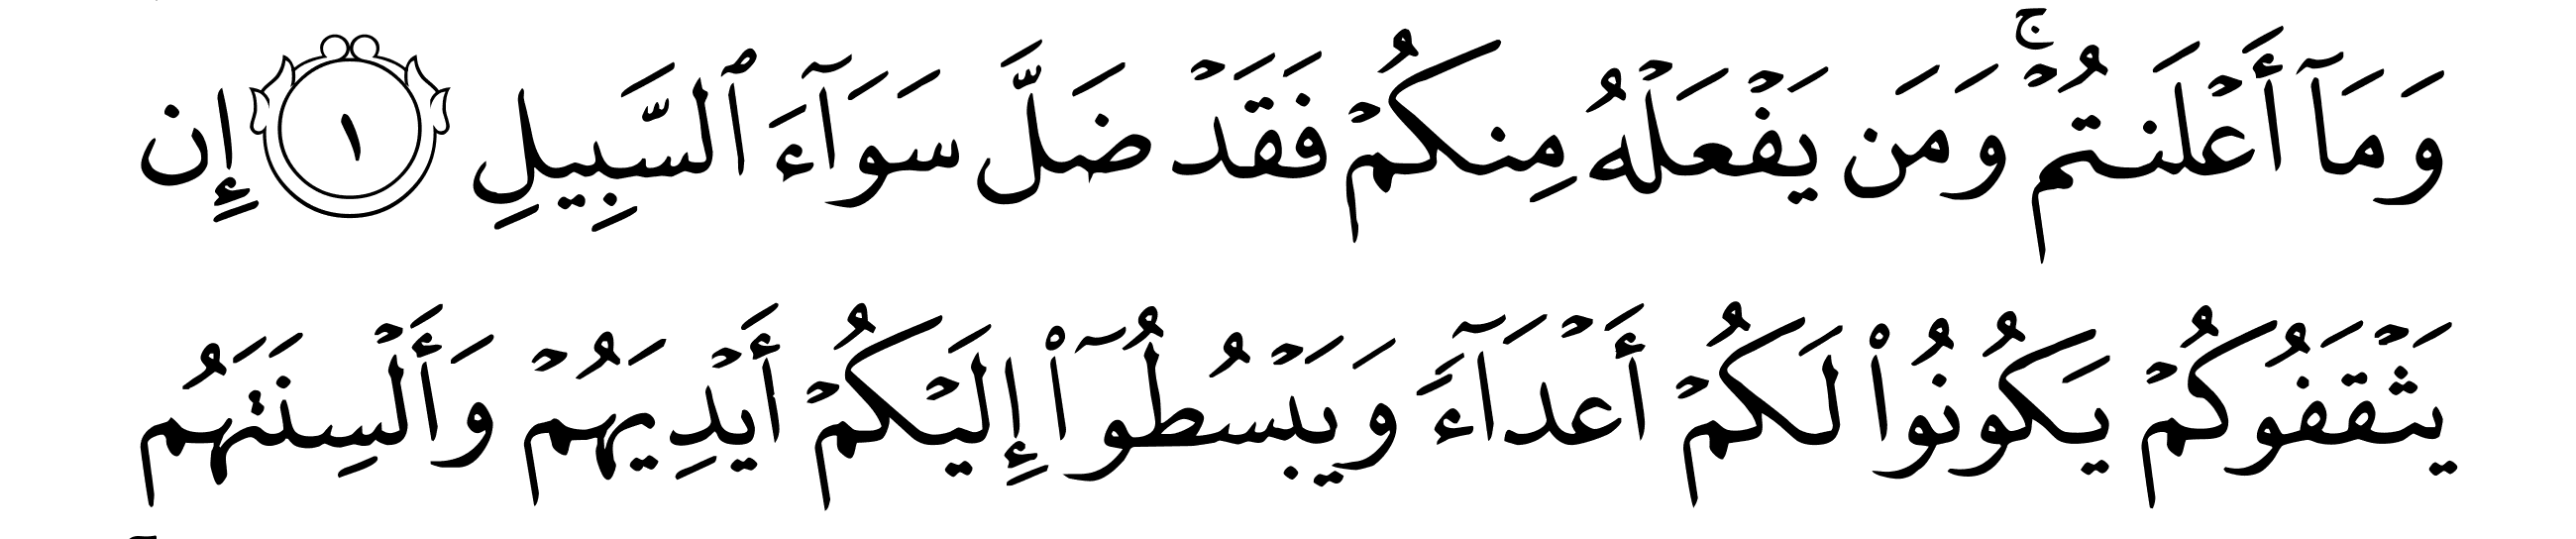 وَمَآ أَعْلَنتُمْ ۚ وَمَن يَفْعَلْهُ مِنكُمْ فَقَدْ ضَلَّ سَوَآءَ ٱلسَّبِيلِ ١ إِن
يَثْقَفُوكُمْ يَكُونُوا۟ لَكُمْ أَعْدَآءً وَيَبْسُطُوٓا۟ إِلَيْكُمْ أَيْدِيَهُمْ وَأَلْسِنَتَهُم